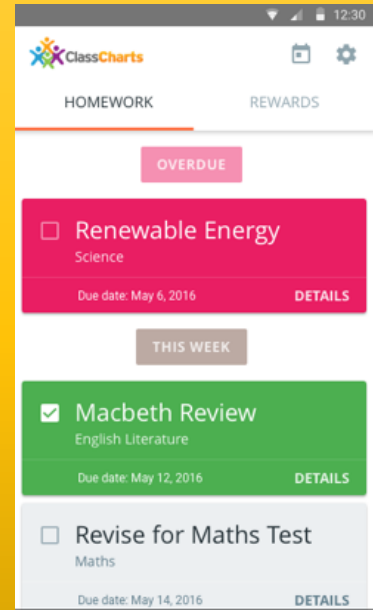 12:30
ClassCharts
HOMEWORK REWARDS
OVERDUE
Renewable Energy
Science
Due date: May 6, 2016 DETAILS
THIS WEEK
Macbeth Review
English Literature
Due date: May 12, 2016 DETAILS
Revise for Maths Test
Maths
Due date: May 14, 2016 DETAILS